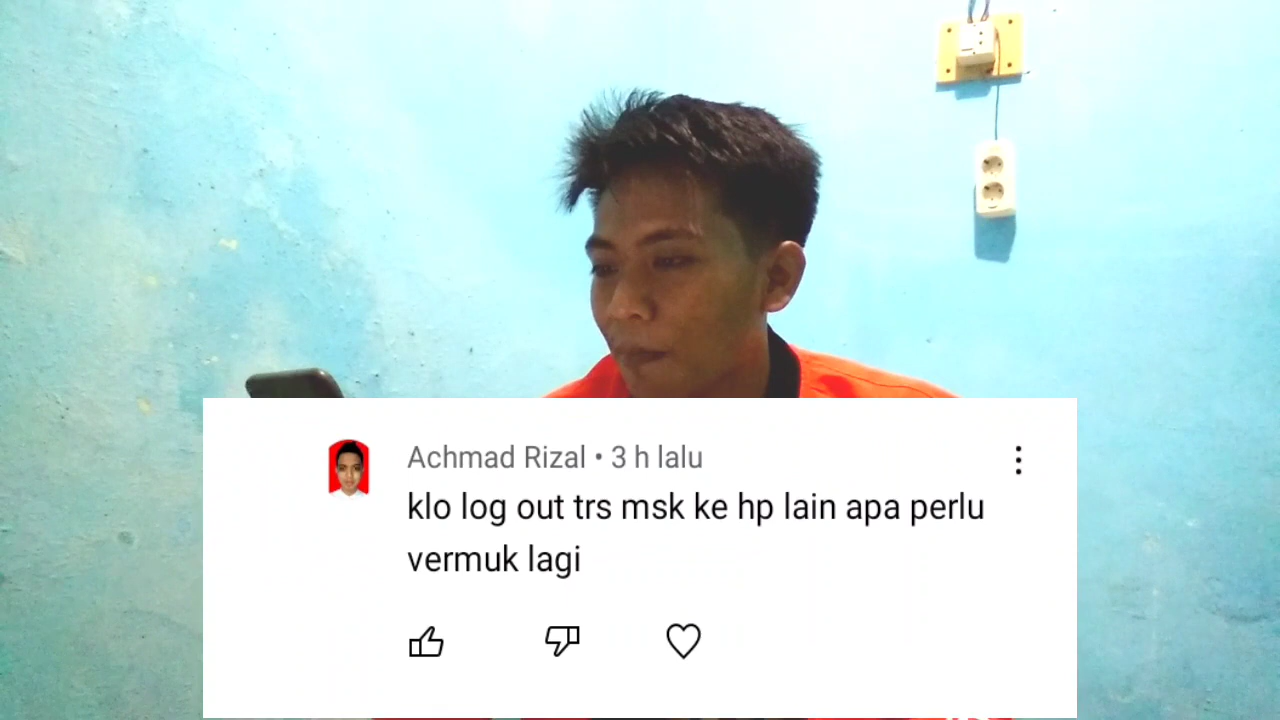 Achmad Rizal • 3 h lalu
klo log out trs msk ke hp lain apa perlu
vermuk lagi